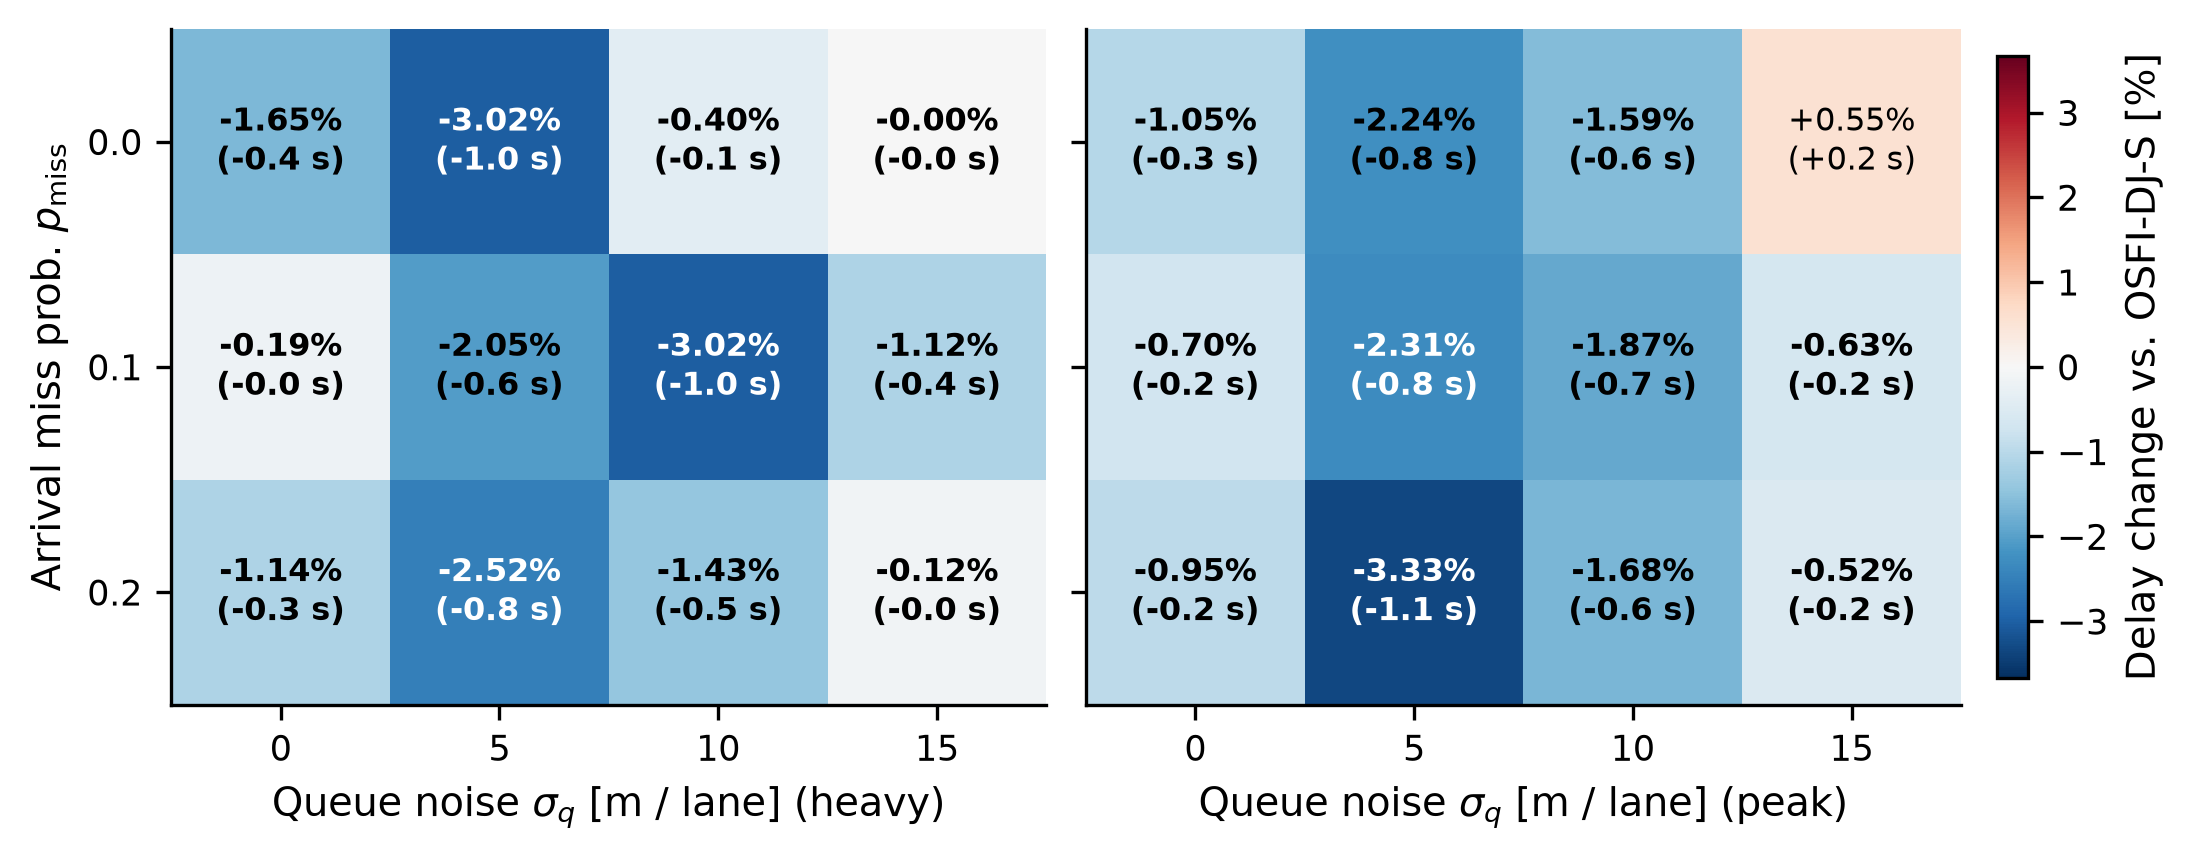 Arrival miss prob. p_miss
0.0
0.1
0.2
-1.65%
(-0.4 s)
-3.02%
(-1.0 s)
-0.40%
(-0.1 s)
-0.00%
(-0.0 s)
-0.19%
(-0.0 s)
-2.05%
(-0.6 s)
-3.02%
(-1.0 s)
-1.12%
(-0.4 s)
-1.14%
(-0.3 s)
-2.52%
(-0.8 s)
-1.43%
(-0.5 s)
-0.12%
(-0.0 s)
0 5 10 15
Queue noise σ_q [m / lane] (heavy)
-1.05%
(-0.3 s)
-2.24%
(-0.8 s)
-1.59%
(-0.6 s)
+0.55%
(+0.2 s)
-0.70%
(-0.2 s)
-2.31%
(-0.8 s)
-1.87%
(-0.7 s)
-0.63%
(-0.2 s)
-0.95%
(-0.2 s)
-3.33%
(-1.1 s)
-1.68%
(-0.6 s)
-0.52%
(-0.2 s)
0 5 10 15
Queue noise σ_q [m / lane] (peak)
3
2
1
0
−1
−2
−3
Delay change vs. OSFI-DJ-S [%]